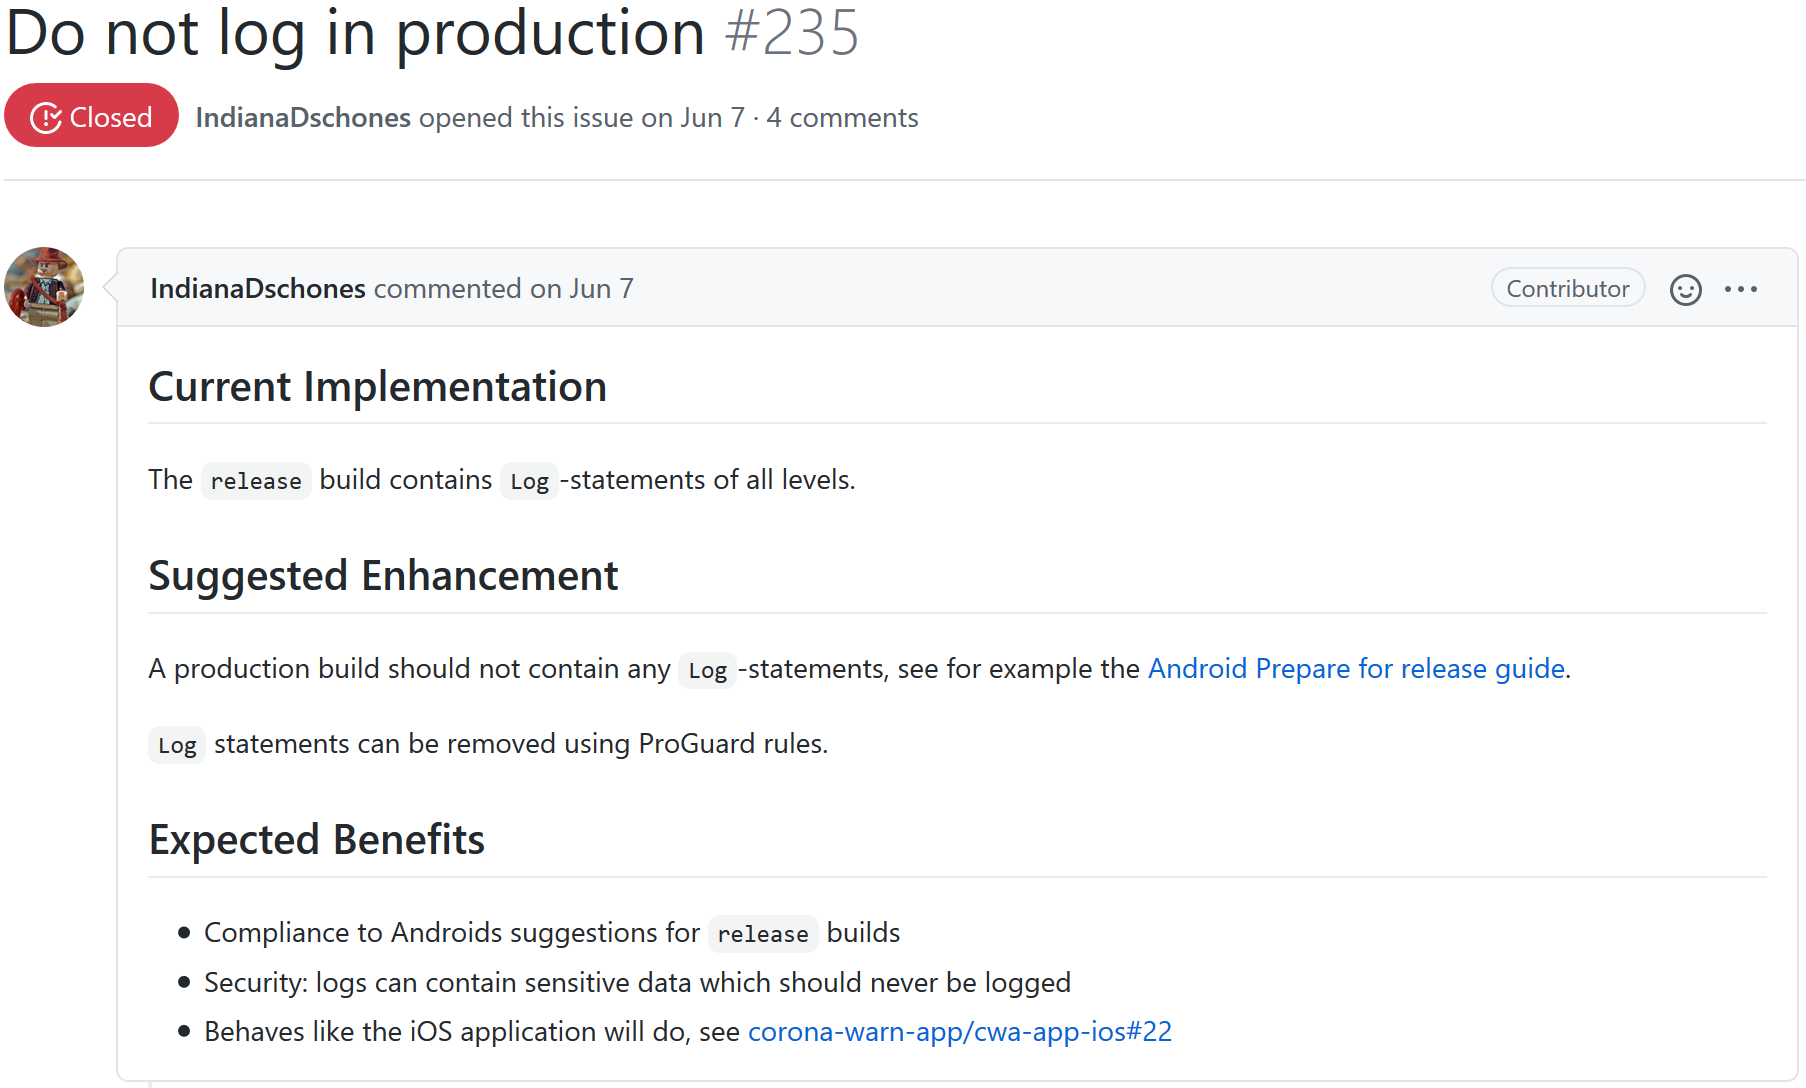 Do not log in production #235
Closed IndianaDschones opened this issue on Jun 7 · 4 comments
IndianaDschones commented on Jun 7 Contributor
Current Implementation
The release build contains Log-statements of all levels.
Suggested Enhancement
A production build should not contain any Log-statements, see for example the Android Prepare for release guide.
Log statements can be removed using ProGuard rules.
Expected Benefits
Compliance to Androids suggestions for release builds
Security: logs can contain sensitive data which should never be logged
Behaves like the iOS application will do, see corona-warn-app/cwa-app-ios#22